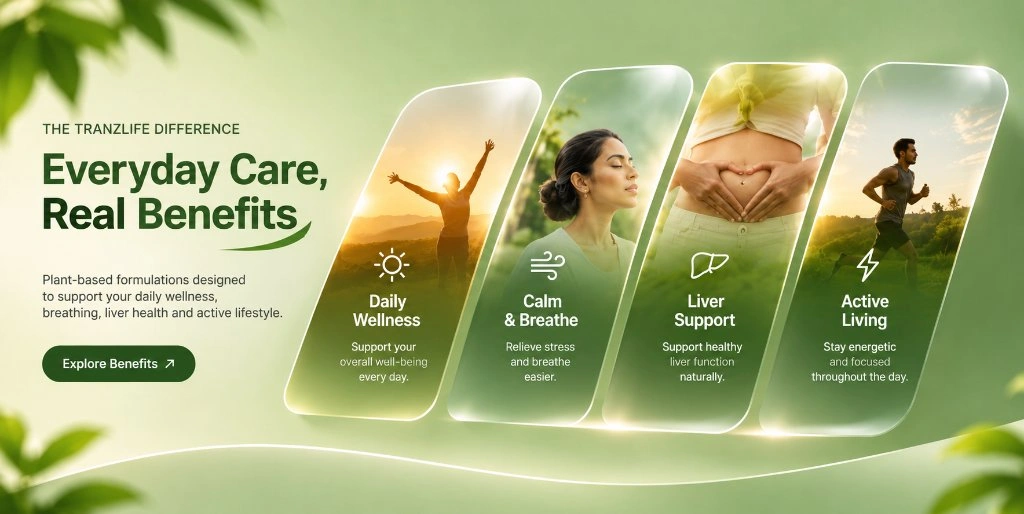 THE TRANZLIFE DIFFERENCE
Everyday Care,
Real Benefits
Plant-based formulations designed
to support your daily wellness,
breathing, liver health and active lifestyle.
Explore Benefits
Daily
Wellness
Support your
overall well-being
every day.
Calm
& Breathe
Relieve stress
and breathe
easier.
Liver
Support
Support healthy
liver function
naturally.
Active
Living
Stay energetic
and focused
throughout the day.